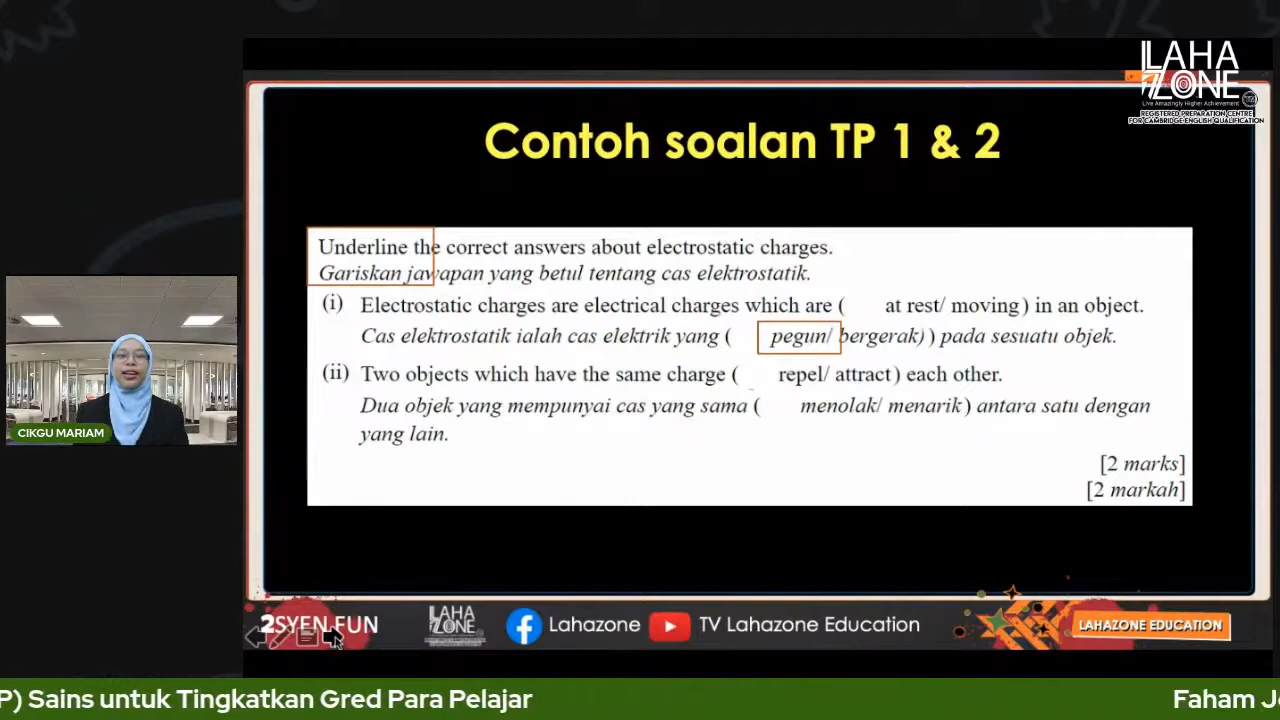 LAHA
ZONE
Live Amazingly Higher Achievement
REGISTERED PREPARATION CENTRE
FOR CAMBRIDGE ENGLISH QUALIFICATION
Contoh soalan TP 1 & 2
Underline the correct answers about electrostatic charges.
Gariskan jawapan yang betul tentang cas elektrostatik.
(i) Electrostatic charges are electrical charges which are ( at rest/ moving) in an object.
Cas elektrostatik ialah cas elektrik yang ( pegun/ bergerak)) pada sesuatu objek.
(ii) Two objects which have the same charge ( repel/ attract) each other.
Dua objek yang mempunyai cas yang sama ( menolak/ menarik) antara satu dengan
yang lain.
[2 marks]
[2 markah]
CIKGU MARIAM
2SYEN FUN
LAHA
ZONE
Lahazone
TV Lahazone Education
LAHAZONE EDUCATION
P) Sains untuk Tingkatkan Gred Para Pelajar
Faham J